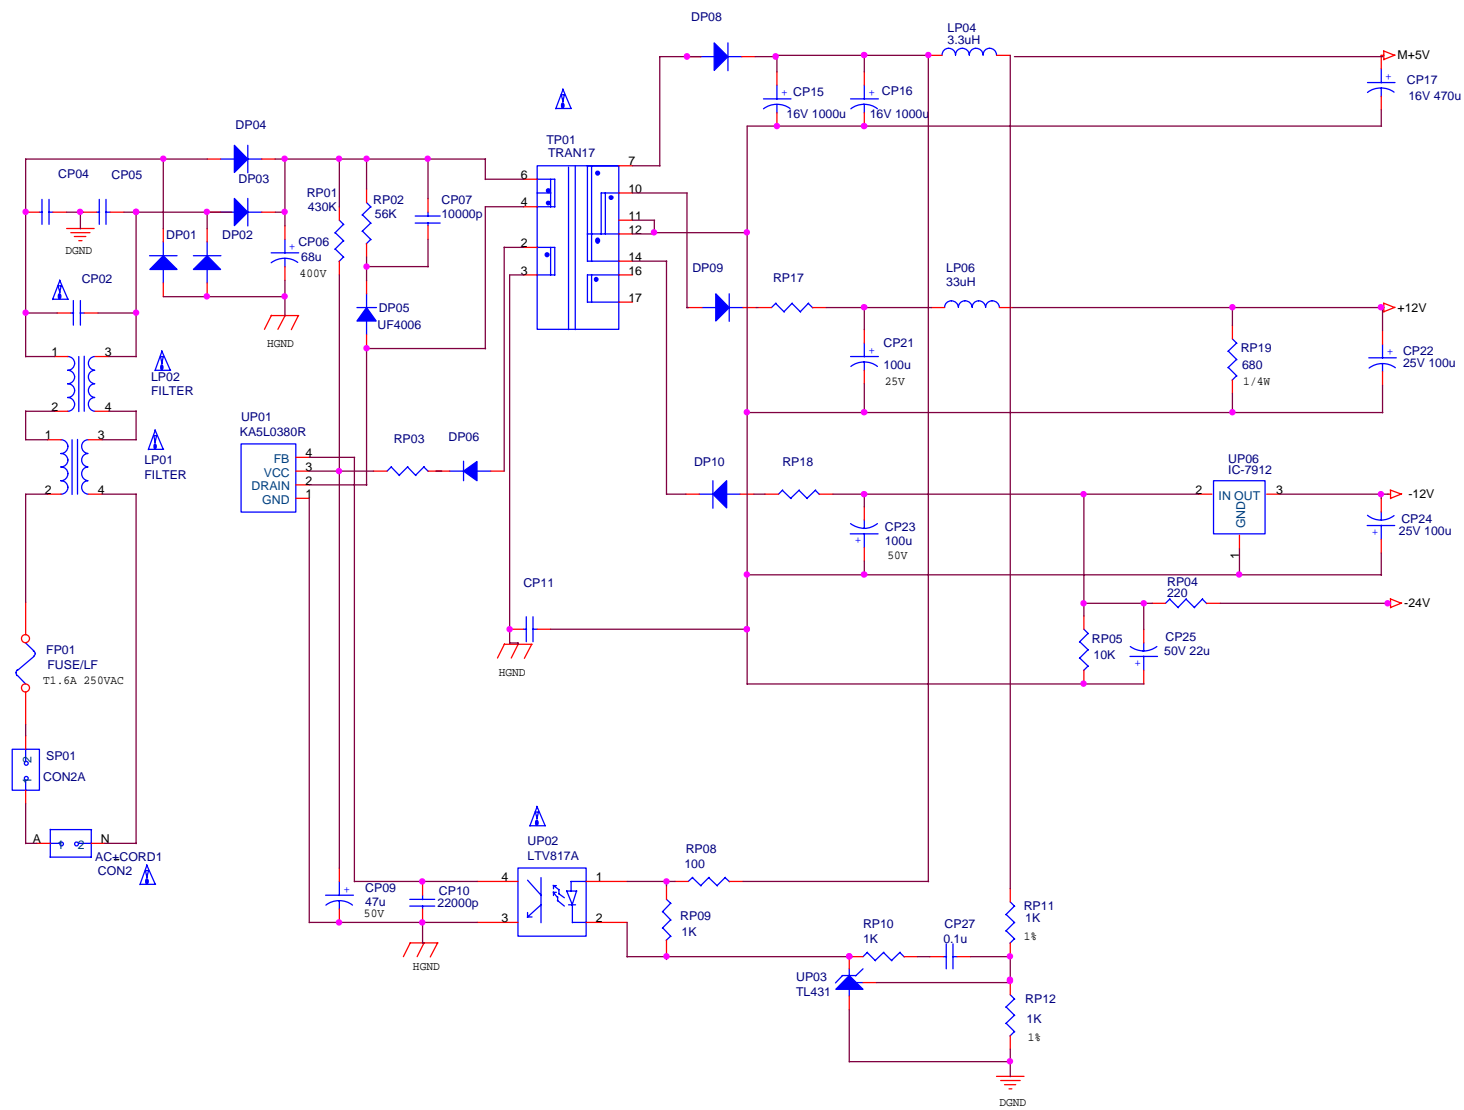 DP08
LP04
3.3uH
M+5V
CP15
16V 1000u
CP16
16V 1000u
CP17
16V 470u
DP04
TP01
TRAN17
7
CP04
CP05
DP03
6
RP01
430K
RP02
56K
CP07
10000p
10
4
11
12
DGND
DP01
DP02
CP06
68u
400V
2
3
14
16
17
CP02
DP09
RP17
LP06
33uH
+12V
DP05
UF4006
HGND
CP21
100u
25V
RP19
680
1/4W
CP22
25V 100u
1
3
LP02
FILTER
2
4
UP01
KA5L0380R
1
3
LP01
FILTER
2
4
FB
4
VCC
3
DRAIN
2
GND
1
RP03
DP06
DP10
RP18
UP06
IC-7912
2
IN OUT
GND
3
1
-12V
CP23
100u
50V
CP24
25V 100u
CP11
RP04
220
-24V
HGND
RP05
10K
CP25
50V 22u
FP01
FUSE/LF
T1.6A 250VAC
SP01
CON2A
2
1
A
1
2
N
AC+CORD1
CON2
UP02
LTV817A
4
1
3
2
RP08
100
CP09
47u
50V
CP10
22000p
HGND
RP09
1K
RP10
1K
CP27
0.1u
RP11
1K
1%
UP03
TL431
RP12
1K
1%
DGND